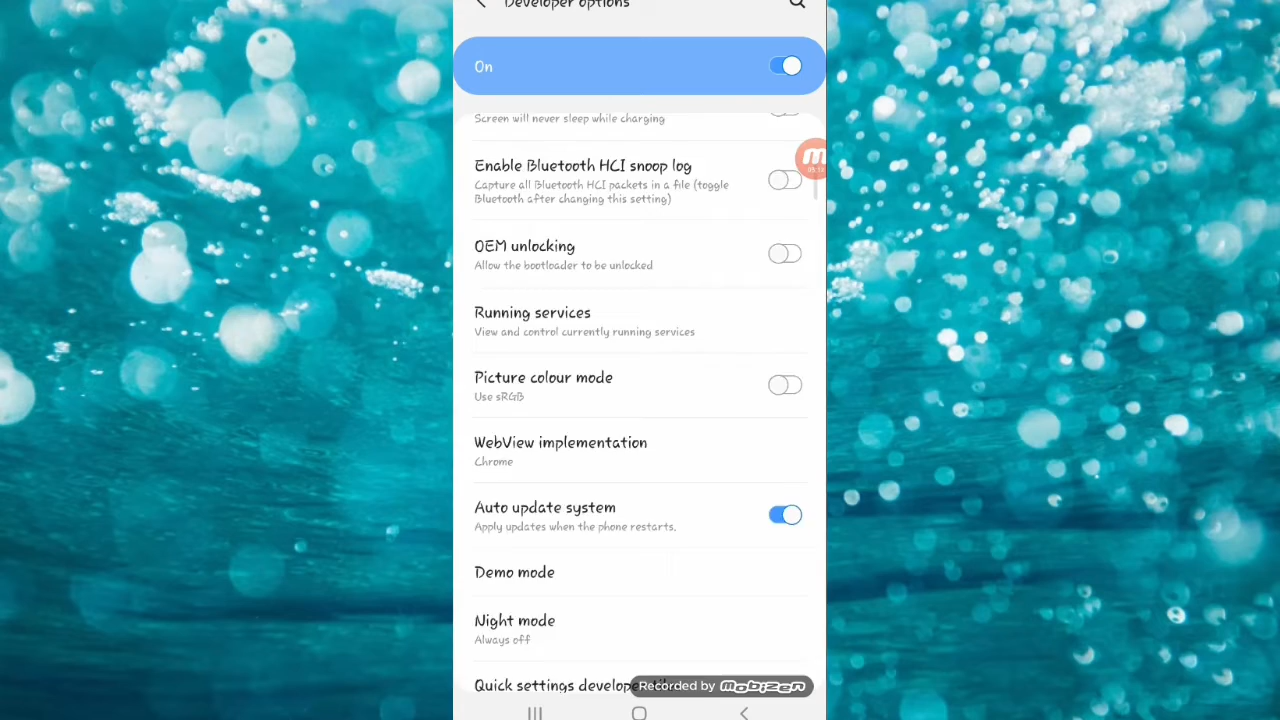 Developer options
On
Screen will never sleep while charging
Enable Bluetooth HCI snoop log
Capture all Bluetooth HCI packets in a file (toggle
Bluetooth after changing this setting)
OEM unlocking
Allow the bootloader to be unlocked
Running services
View and control currently running services
Picture colour mode
Use sRGB
WebView implementation
Chrome
Auto update system
Apply updates when the phone restarts.
Demo mode
Night mode
Always off
Quick settings develope
Recorded by mobizen